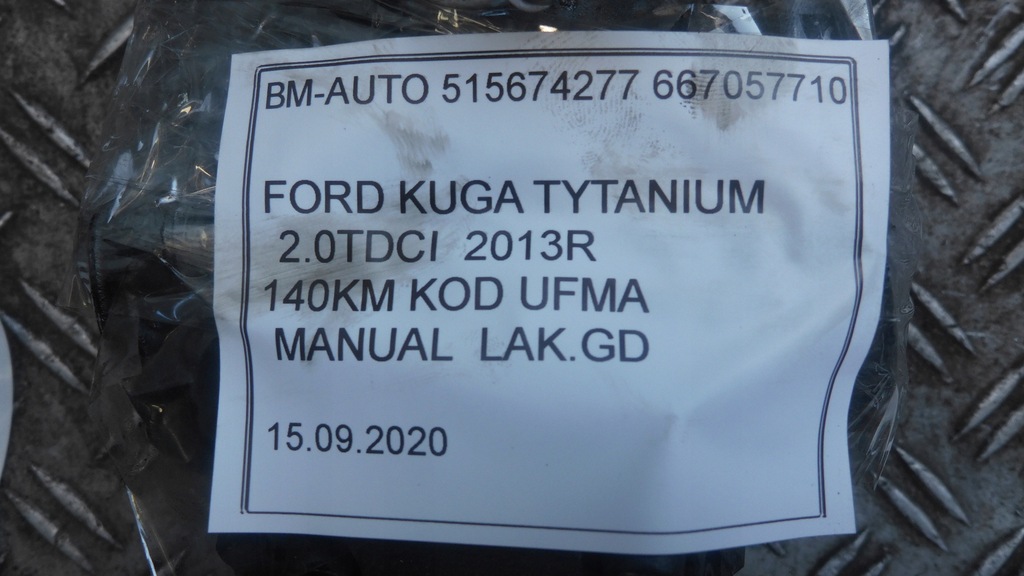 BM-AUTO 515674277 667057710
FORD KUGA TYTANIUM
2.0TDCI 2013R
140KM KOD UFMA
MANUAL LAK.GD
15.09.2020